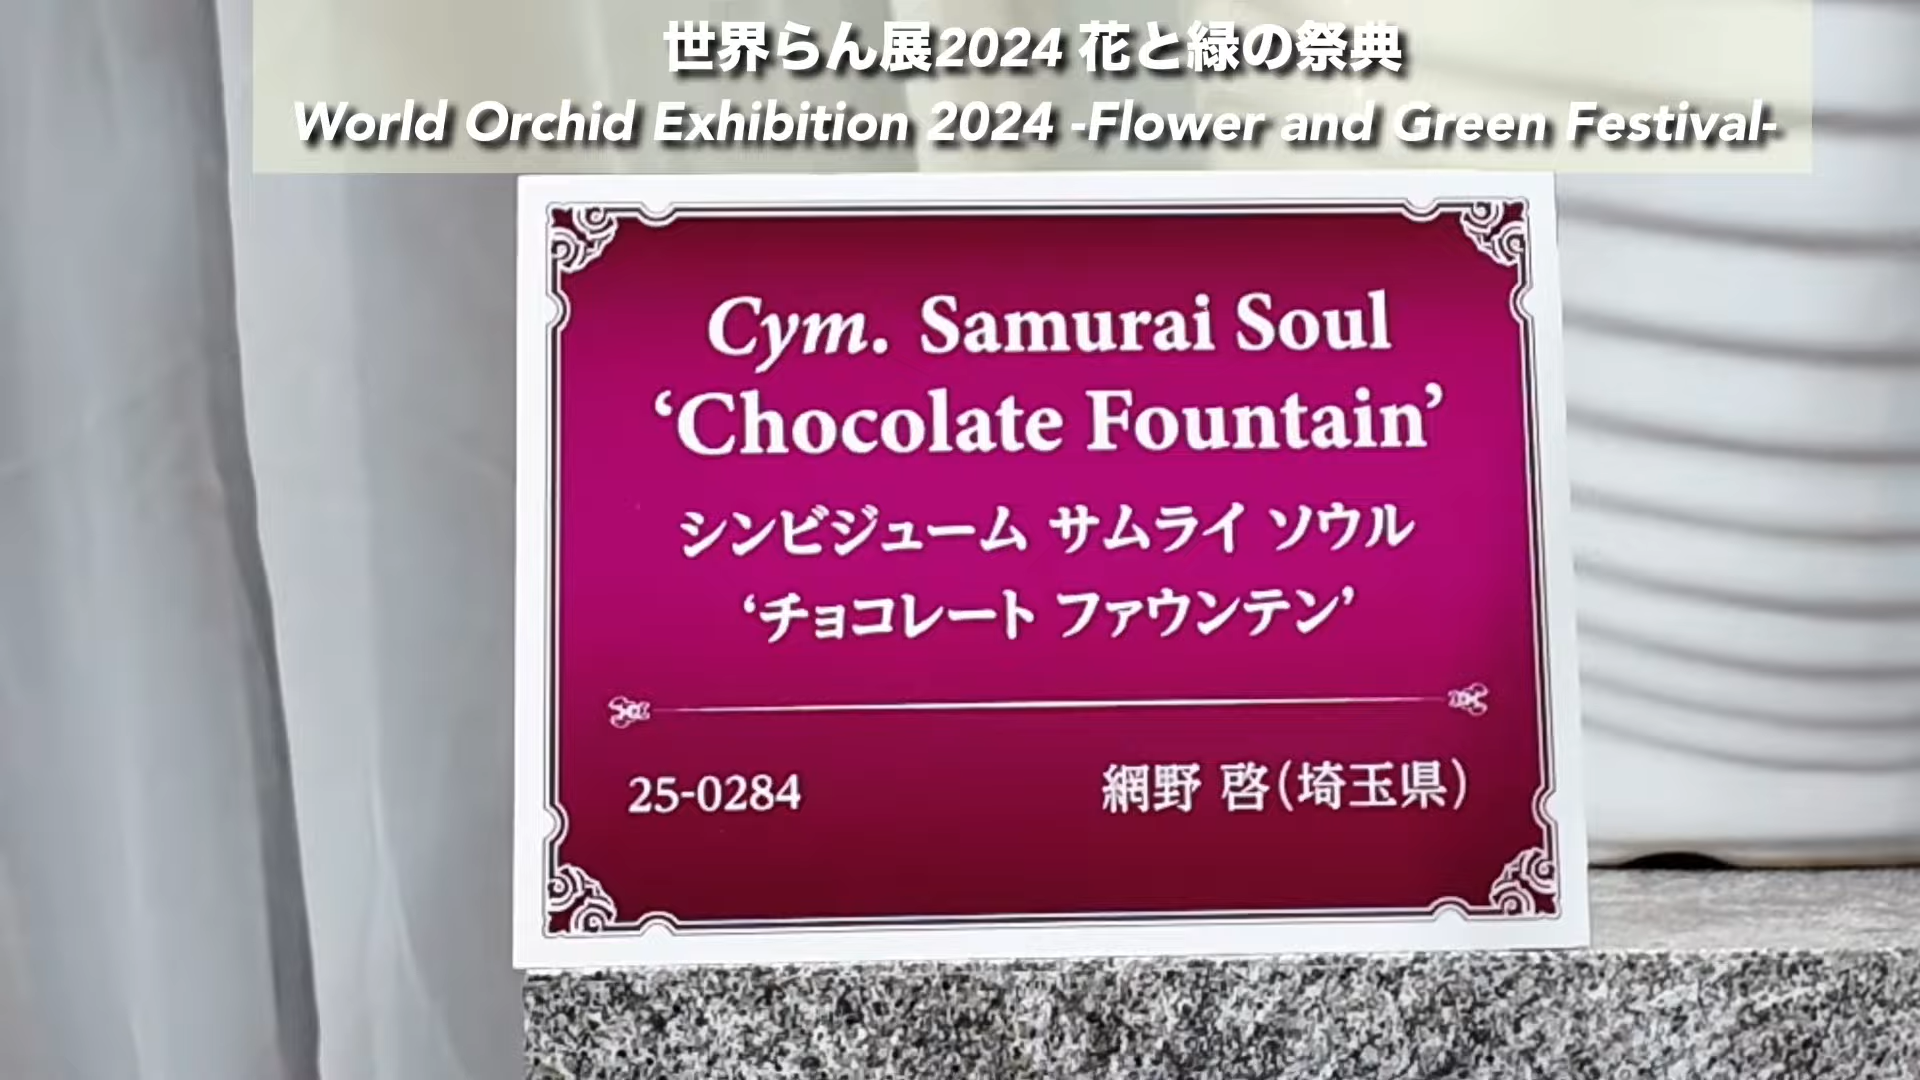 世界らん展2024 花と緑の祭典
World Orchid Exhibition 2024 -Flower and Green Festival-
Cym. Samurai Soul
‘Chocolate Fountain’
シンビジューム サムライ ソウル
‘チョコレート ファウンテン’
25-0284
網野 啓(埼玉県)